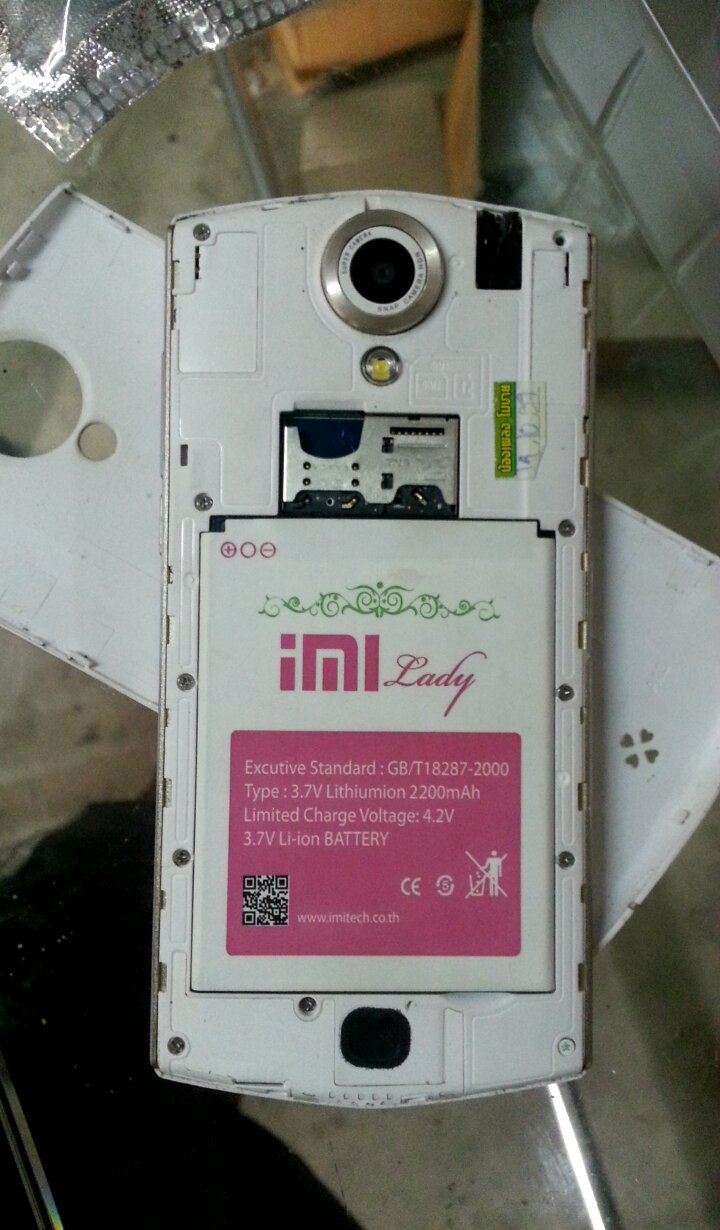 SUPER CAMERA
SNAP CAMERA
iMI Lady
Excutive Standard : GB/T18287-2000
Type : 3.7V Lithiumion 2200mAh
Limited Charge Voltage: 4.2V
3.7V Li-ion BATTERY
CE
www.imitech.co.th